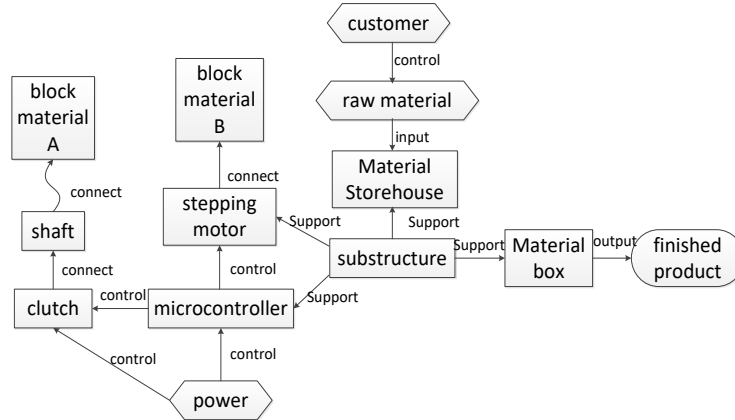 customer
control
raw material
input
Material
Storehouse
block
material
A
connect
shaft
connect
clutch
block
material
B
connect
stepping
motor
control
control
microcontroller
control
control
power
Support
Support
Support
substructure
Support
Material
box
output
finished
product